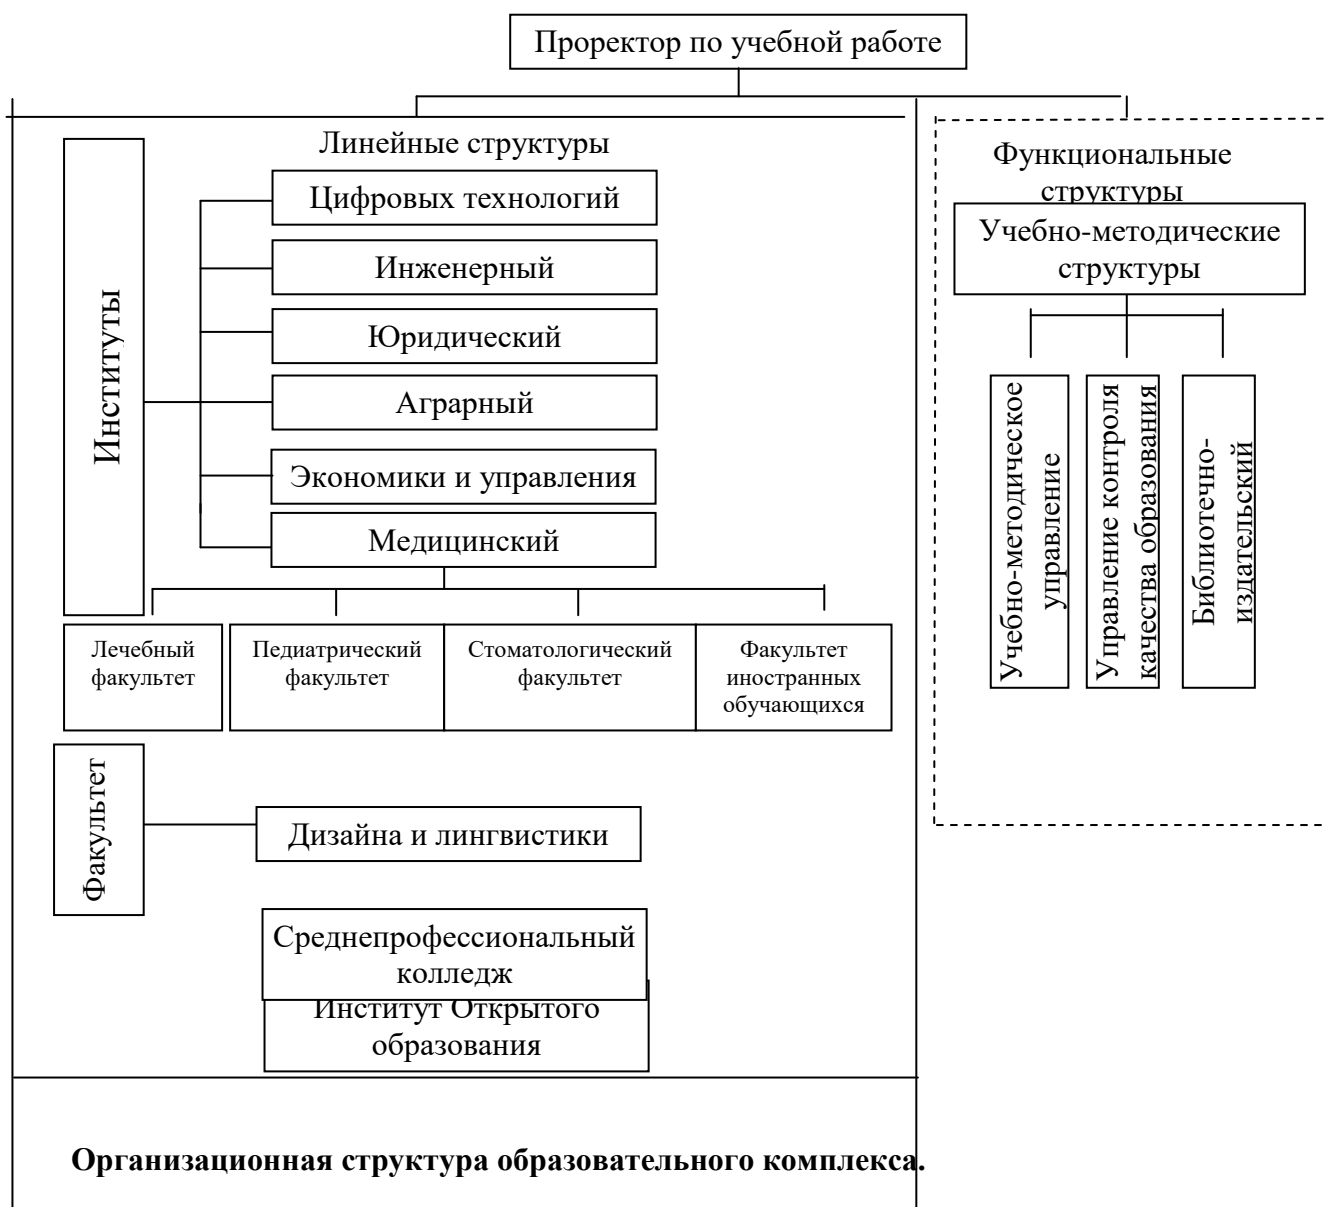 Проректор по учебной работе
Линейные структуры
Институты
Цифровых технологий
Инженерный
Юридический
Аграрный
Экономики и управления
Медицинский
Лечебный
факультет
Педиатрический
факультет
Стоматологический
факультет
Факультет
иностранных
обучающихся
Факультет
Дизайна и лингвистики
Среднепрофессиональный
колледж
Институт Открытого
образования
Функциональные
структуры
Учебно-методические
структуры
Учебно-методическое
управление
Управление контроля
качества образования
Библиотечно-
издательский
Организационная структура образовательного комплекса.